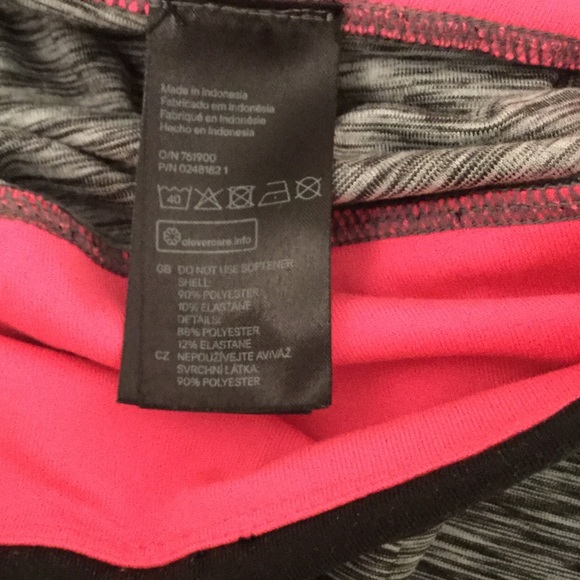 Made in Indonesia
Fabricado em Indonésia
Fabriqué en Indonésie
Hecho en Indonesia
O/N 761900
P/N 02481821
40
clevercare.info
GB DO NOT USE SOFTENER
SHELL:
90% POLYESTER
10% ELASTANE
DETAILS:
88% POLYESTER
12% ELASTANE
CZ NEPOUŽÍVEJTE AVIVÁŽ
SVRCHNÍ LÁTKA:
90% POLYESTER